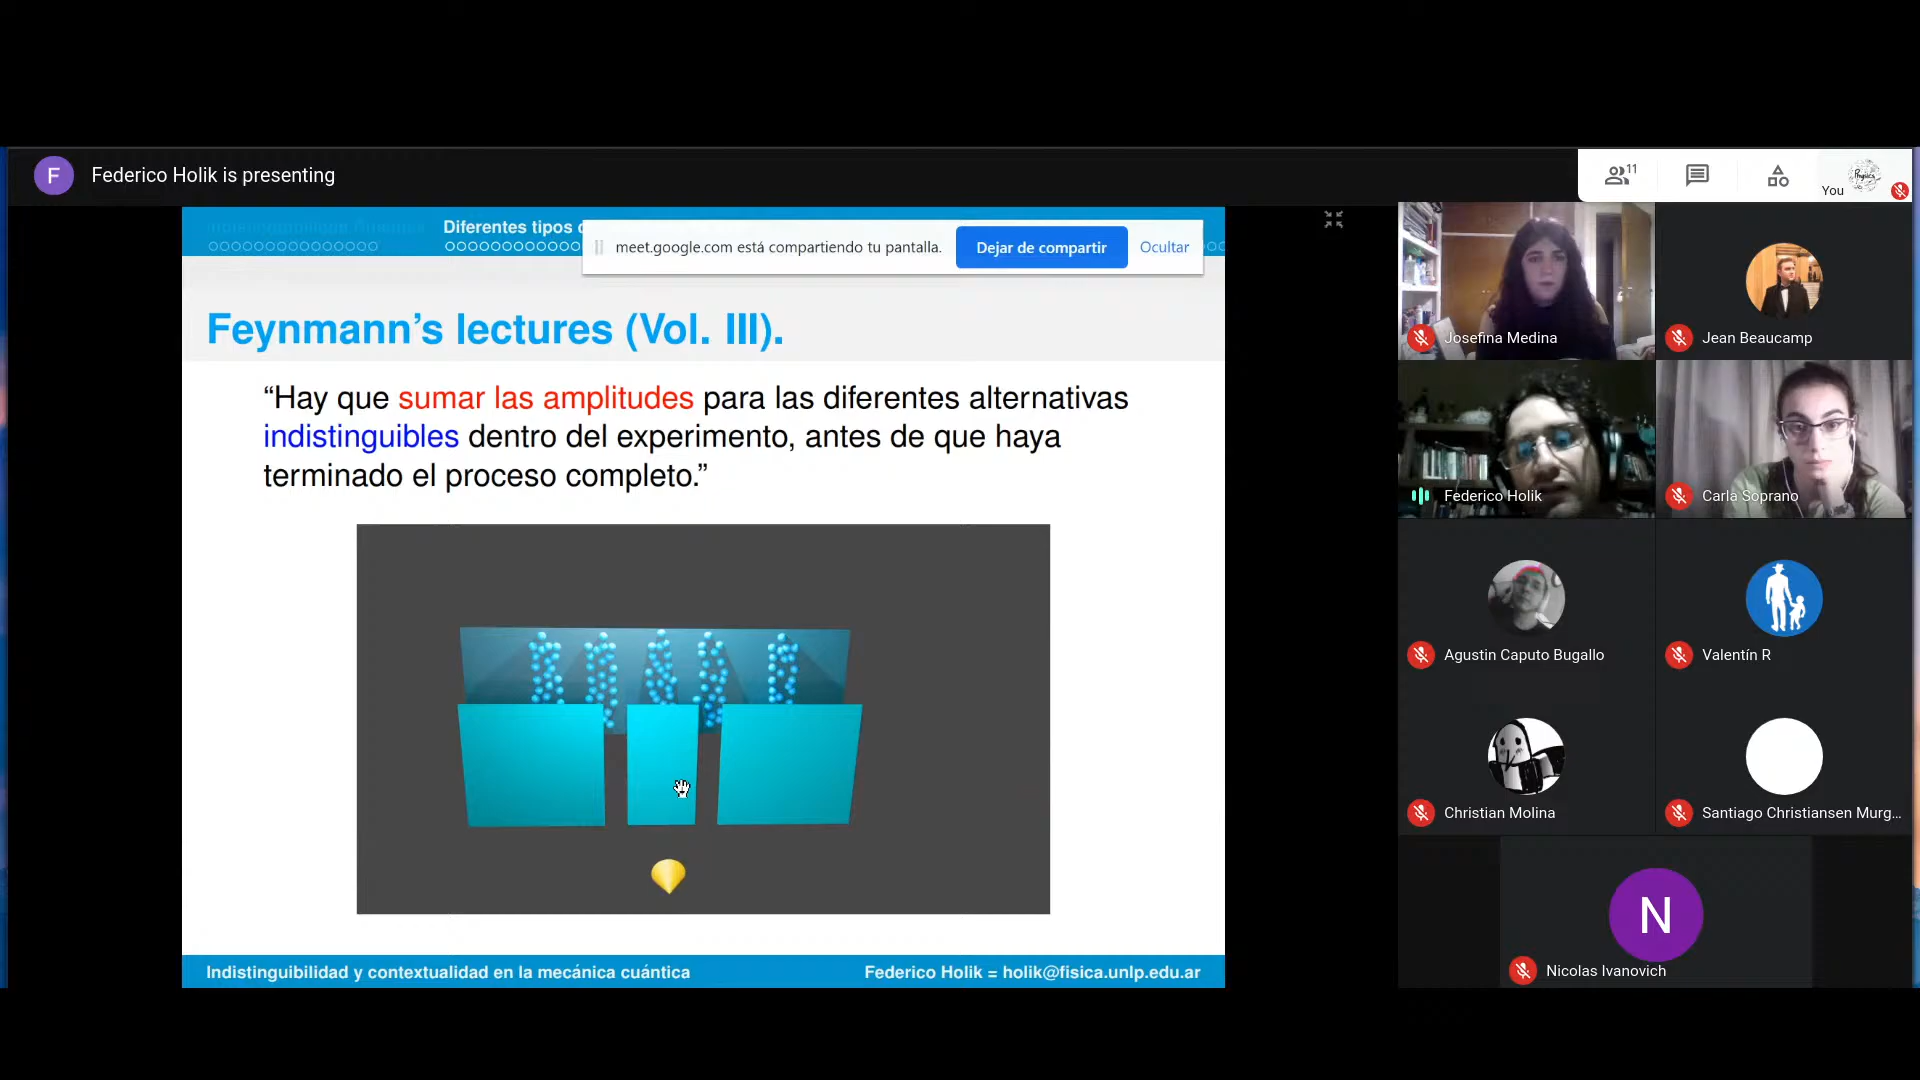 F
Federico Holik is presenting
11
You
Physics
Diferentes tipos
meet.google.com está compartiendo tu pantalla.
Dejar de compartir
Ocultar
Feynmann’s lectures (Vol. III).
“Hay que sumar las amplitudes para las diferentes alternativas
indistinguibles dentro del experimento, antes de que haya
terminado el proceso completo.”
Indistinguibilidad y contextualidad en la mecánica cuántica
Federico Holik = holik@fisica.unlp.edu.ar
Josefina Medina
Jean Beaucamp
Federico Holik
Carla Soprano
Agustin Caputo Bugallo
Valentín R
Christian Molina
Santiago Christiansen Murg...
N
Nicolas Ivanovich